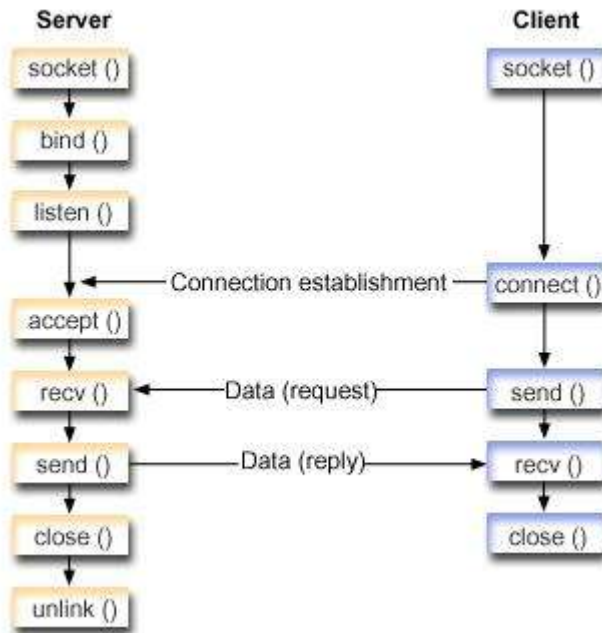 Server
Client
socket ()
socket ()
bind ()
listen ()
Connection establishment
connect ()
accept ()
recv ()
Data (request)
send ()
send ()
Data (reply)
recv ()
close ()
close ()
unlink ()